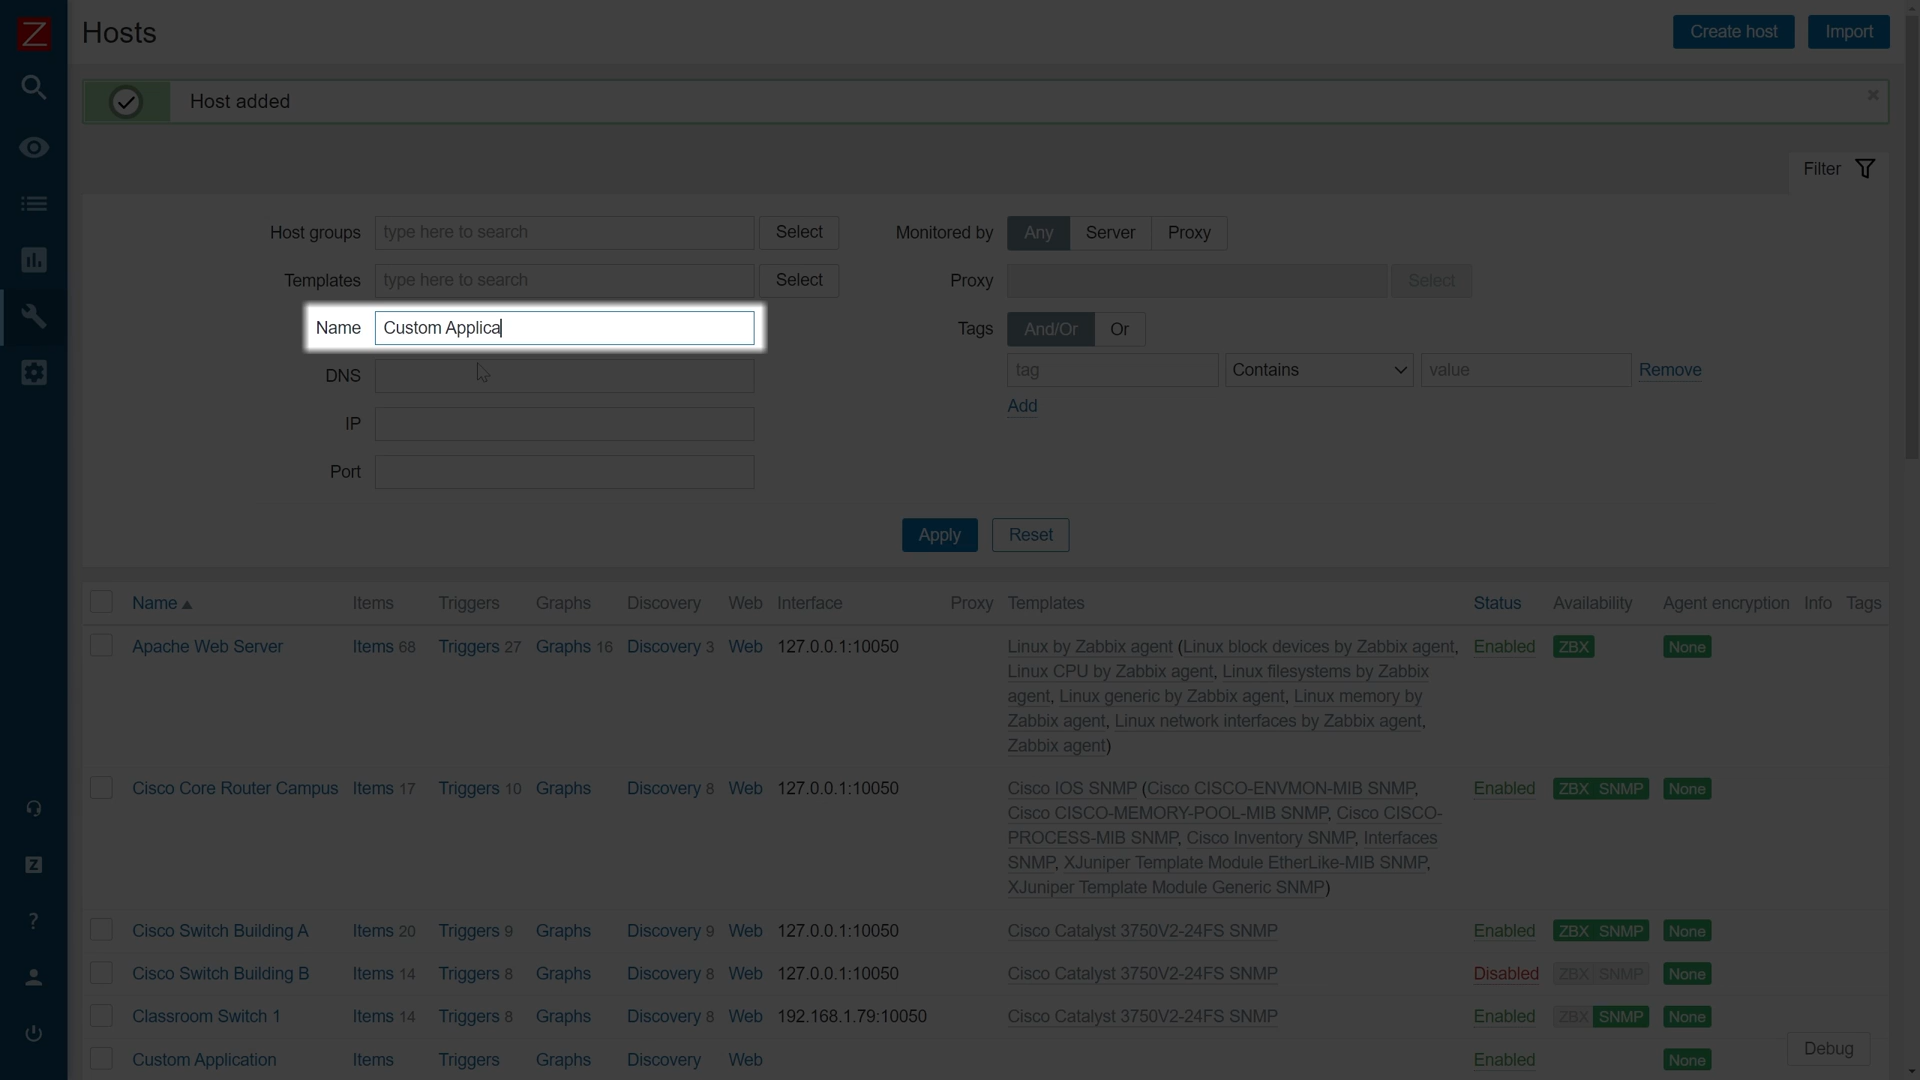 Z
Hosts
Create host
Import
Host added
Filter
Host groups type here to search Select
Monitored by Any Server Proxy
Templates type here to search Select
Proxy Select
Name Custom Applica
Tags And/Or Or
DNS
tag Contains value Remove
Add
IP
Port
Apply Reset
Name Items Triggers Graphs Discovery Web Interface Proxy Templates Status Availability Agent encryption Info Tags
Apache Web Server Items 68 Triggers 27 Graphs 16 Discovery 3 Web 127.0.0.1:10050 Linux by Zabbix agent (Linux block devices by Zabbix agent, Enabled ZBX None
Linux CPU by Zabbix agent, Linux filesystems by Zabbix
agent, Linux generic by Zabbix agent, Linux memory by
Zabbix agent, Linux network interfaces by Zabbix agent,
Zabbix agent)
Cisco Core Router Campus Items 17 Triggers 10 Graphs Discovery 8 Web 127.0.0.1:10050 Cisco IOS SNMP (Cisco CISCO-ENVMON-MIB SNMP, Enabled ZBX SNMP None
Cisco CISCO-MEMORY-POOL-MIB SNMP, Cisco CISCO-
PROCESS-MIB SNMP, Cisco Inventory SNMP, Interfaces
SNMP, XJuniper Template Module EtherLike-MIB SNMP,
XJuniper Template Module Generic SNMP)
Cisco Switch Building A Items 20 Triggers 9 Graphs Discovery 9 Web 127.0.0.1:10050 Cisco Catalyst 3750V2-24FS SNMP Enabled ZBX SNMP None
Cisco Switch Building B Items 14 Triggers 8 Graphs Discovery 8 Web 127.0.0.1:10050 Cisco Catalyst 3750V2-24FS SNMP Disabled ZBX SNMP None
Classroom Switch 1 Items 14 Triggers 8 Graphs Discovery 8 Web 192.168.1.79:10050 Cisco Catalyst 3750V2-24FS SNMP Enabled ZBX SNMP None
Custom Application Items Triggers Graphs Discovery Web Enabled None
Debug
Z
?